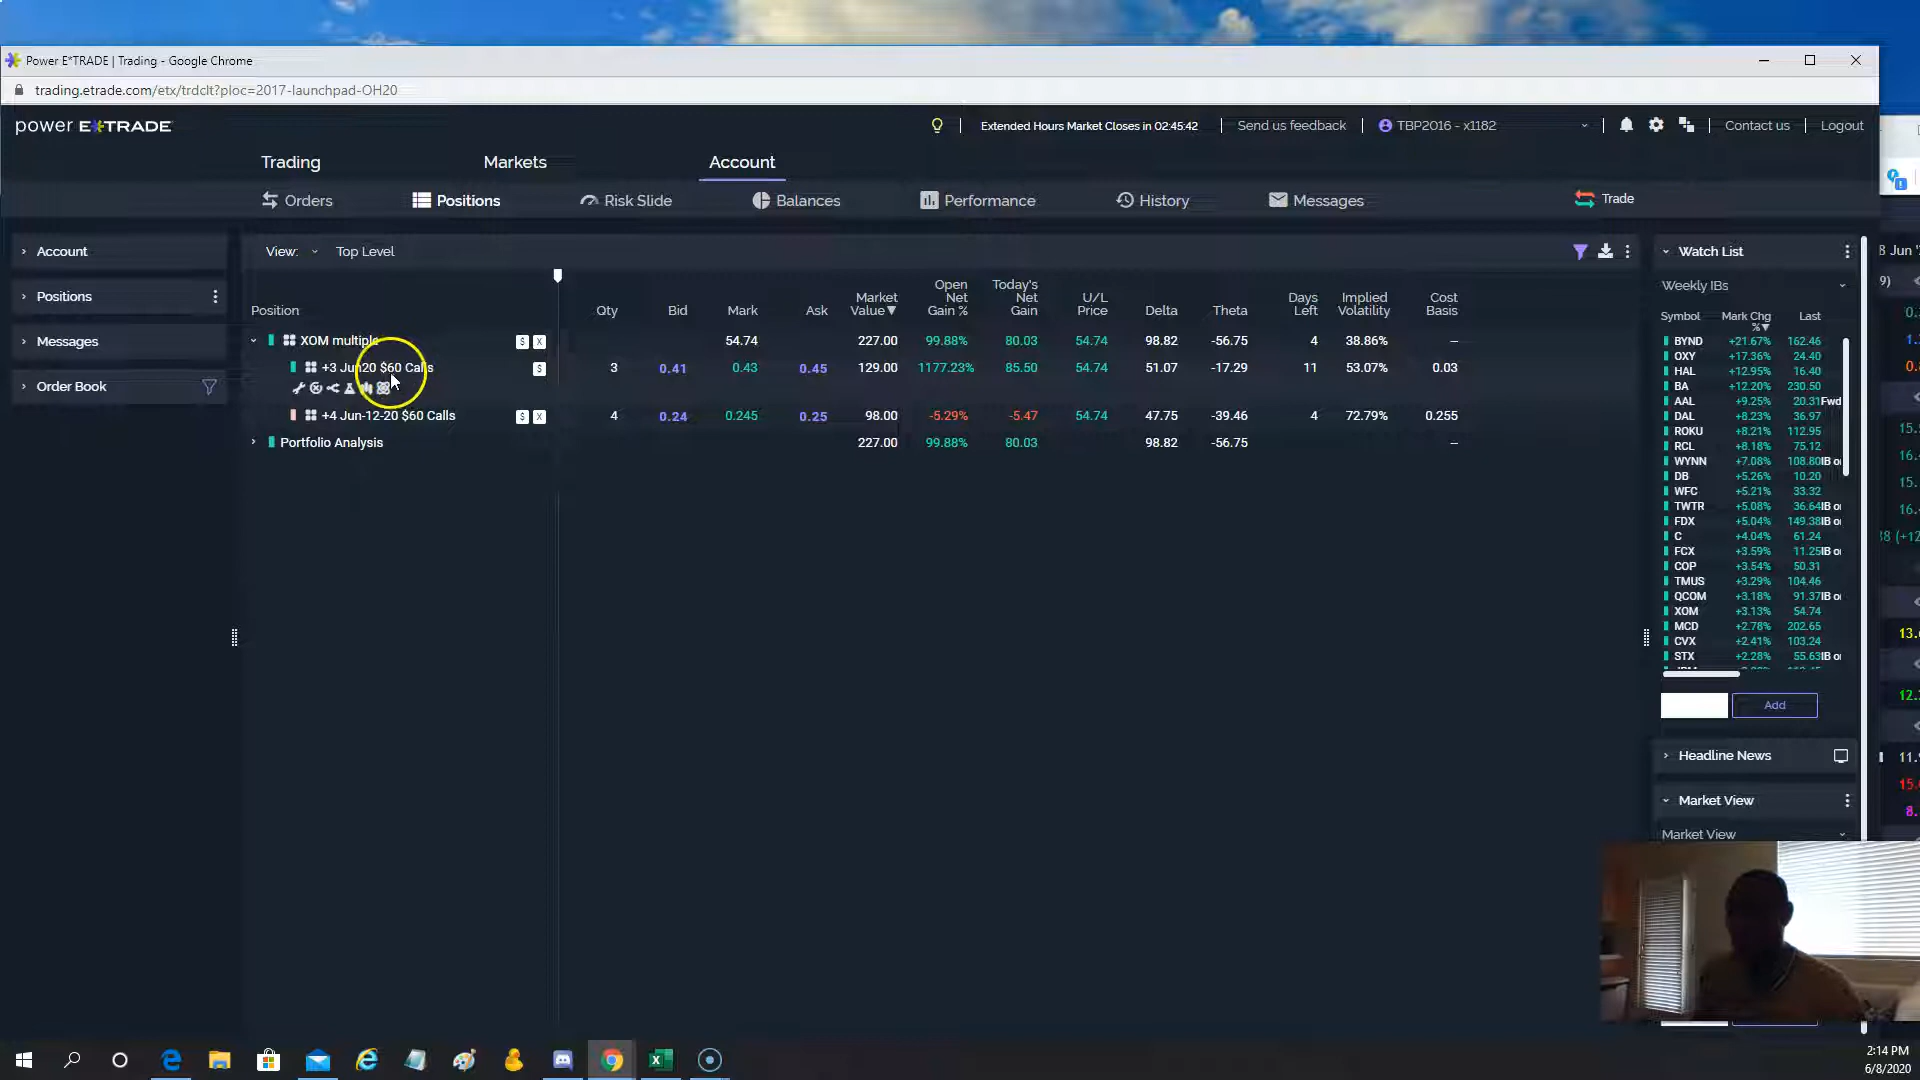 Power E*TRADE | Trading - Google Chrome
trading.etrade.com/etx/trdclt?ploc=2017-launchpad-OH20
power E*TRADE
Extended Hours Market Closes in 02:45:42
Send us feedback
TBP2016 - x1182
Contact us
Logout
Trading
Markets
Account
Orders
Positions
Risk Slide
Balances
Performance
History
Messages
Trade
Account
Positions
Messages
Order Book
View:
Top Level
Position
Qty
Bid
Mark
Ask
Market Value▼
Open Net Gain %
Today's Net Gain
U/L Price
Delta
Theta
Days Left
Implied Volatility
Cost Basis
XOM multiple $ X 54.74 227.00 99.88% 80.03 54.74 98.82 -56.75 4 38.86% –
+3 Jun20 $60 Calls $ 3 0.41 0.43 0.45 129.00 1177.23% 85.50 54.74 51.07 -17.29 11 53.07% 0.03
+4 Jun-12-20 $60 Calls $ X 4 0.24 0.245 0.25 98.00 -5.29% -5.47 54.74 47.75 -39.46 4 72.79% 0.255
Portfolio Analysis 227.00 99.88% 80.03 98.82 -56.75 –
Watch List
Weekly IBs
Symbol Mark Chg %▼ Last
BYND +21.67% 162.46
OXY +17.36% 24.40
HAL +12.95% 16.40
BA +12.20% 230.50
AAL +9.25% 20.31 Fwd
DAL +8.23% 36.97
ROKU +8.21% 112.95
RCL +8.18% 75.12
WYNN +7.08% 108.80 IB
DB +5.26% 10.20
WFC +5.21% 33.32
TWTR +5.08% 36.64 IB
FDX +5.04% 149.38 IB
C +4.04% 61.24
FCX +3.59% 11.25 IB
COP +3.54% 50.31
TMUS +3.29% 104.46
QCOM +3.18% 91.37 IB
XOM +3.13% 54.74
MCD +2.78% 202.65
CVX +2.41% 103.24
STX +2.28% 55.63 IB
Add
Headline News
Market View
Market View
8 Jun
2:14 PM
6/8/2020